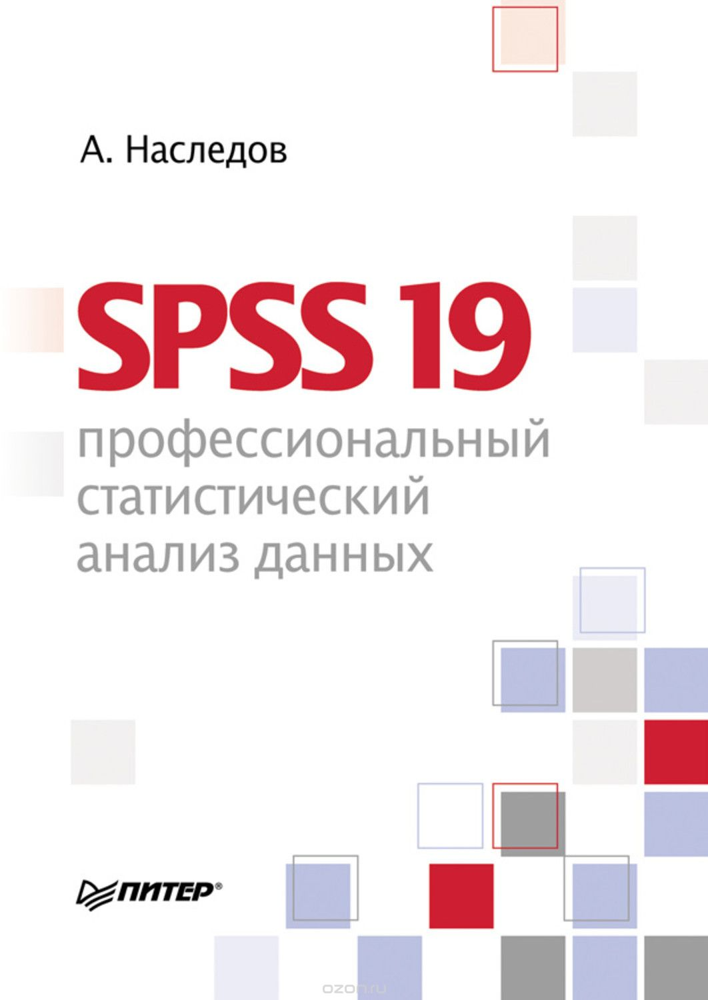 А. Наследов
SPSS 19
профессиональный
статистический
анализ данных
ПИТЕР®
ozon.ru